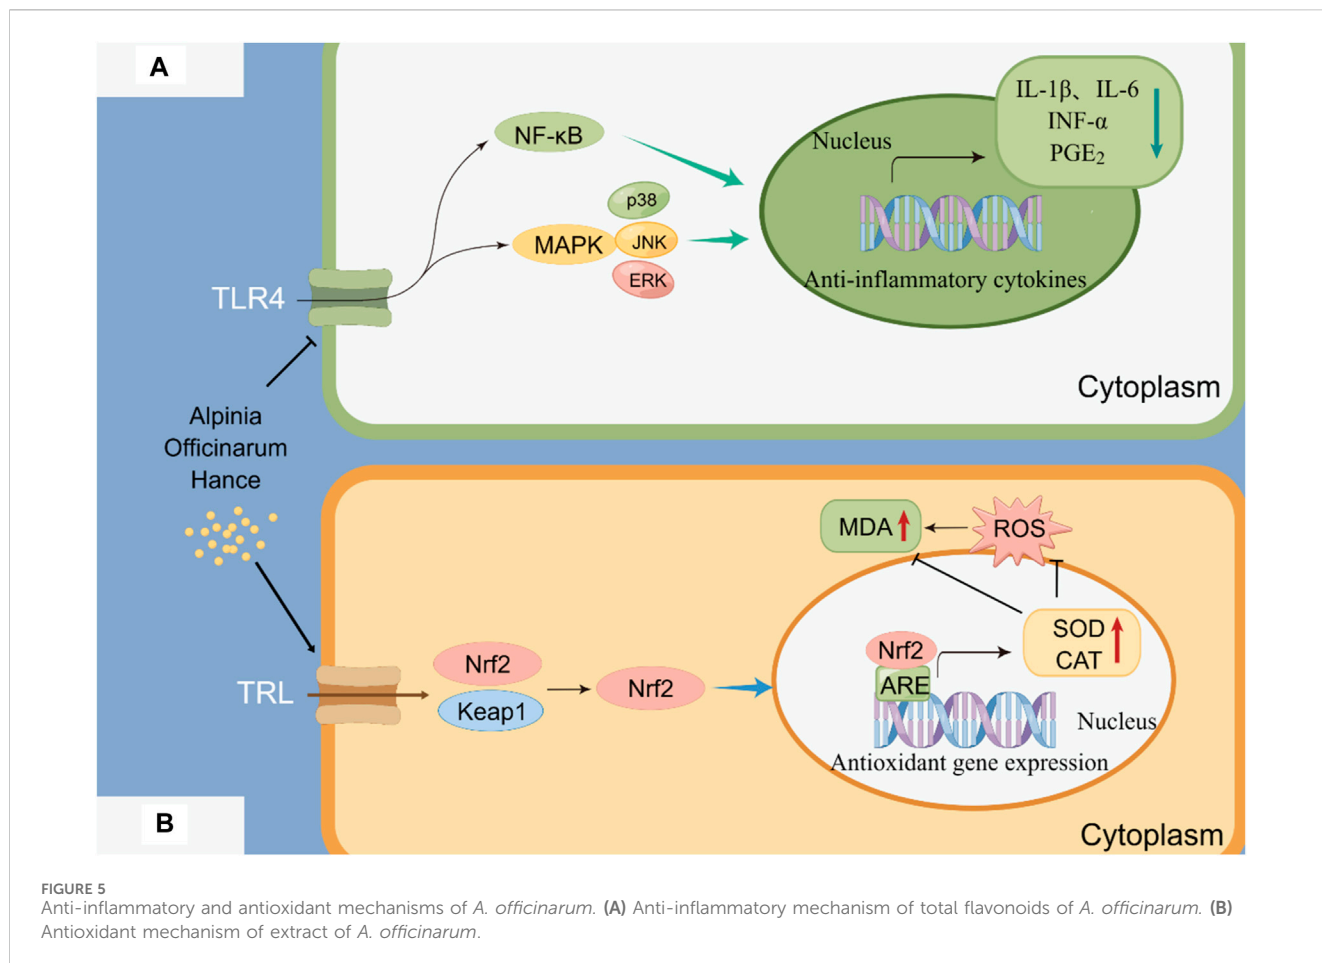 A
IL-1β、IL-6
INF-α
PGE₂
Nucleus
NF-κB
p38
MAPK
JNK
ERK
Anti-inflammatory cytokines
TLR4
Cytoplasm
Alpinia
Officinarum
Hance
MDA
ROS
SOD
CAT
Nrf2
ARE
Nrf2
Keap1
Nrf2
TRL
Nucleus
Antioxidant gene expression
B
Cytoplasm
FIGURE 5
Anti-inflammatory and antioxidant mechanisms of A. officinarum. (A) Anti-inflammatory mechanism of total flavonoids of A. officinarum. (B)
Antioxidant mechanism of extract of A. officinarum.